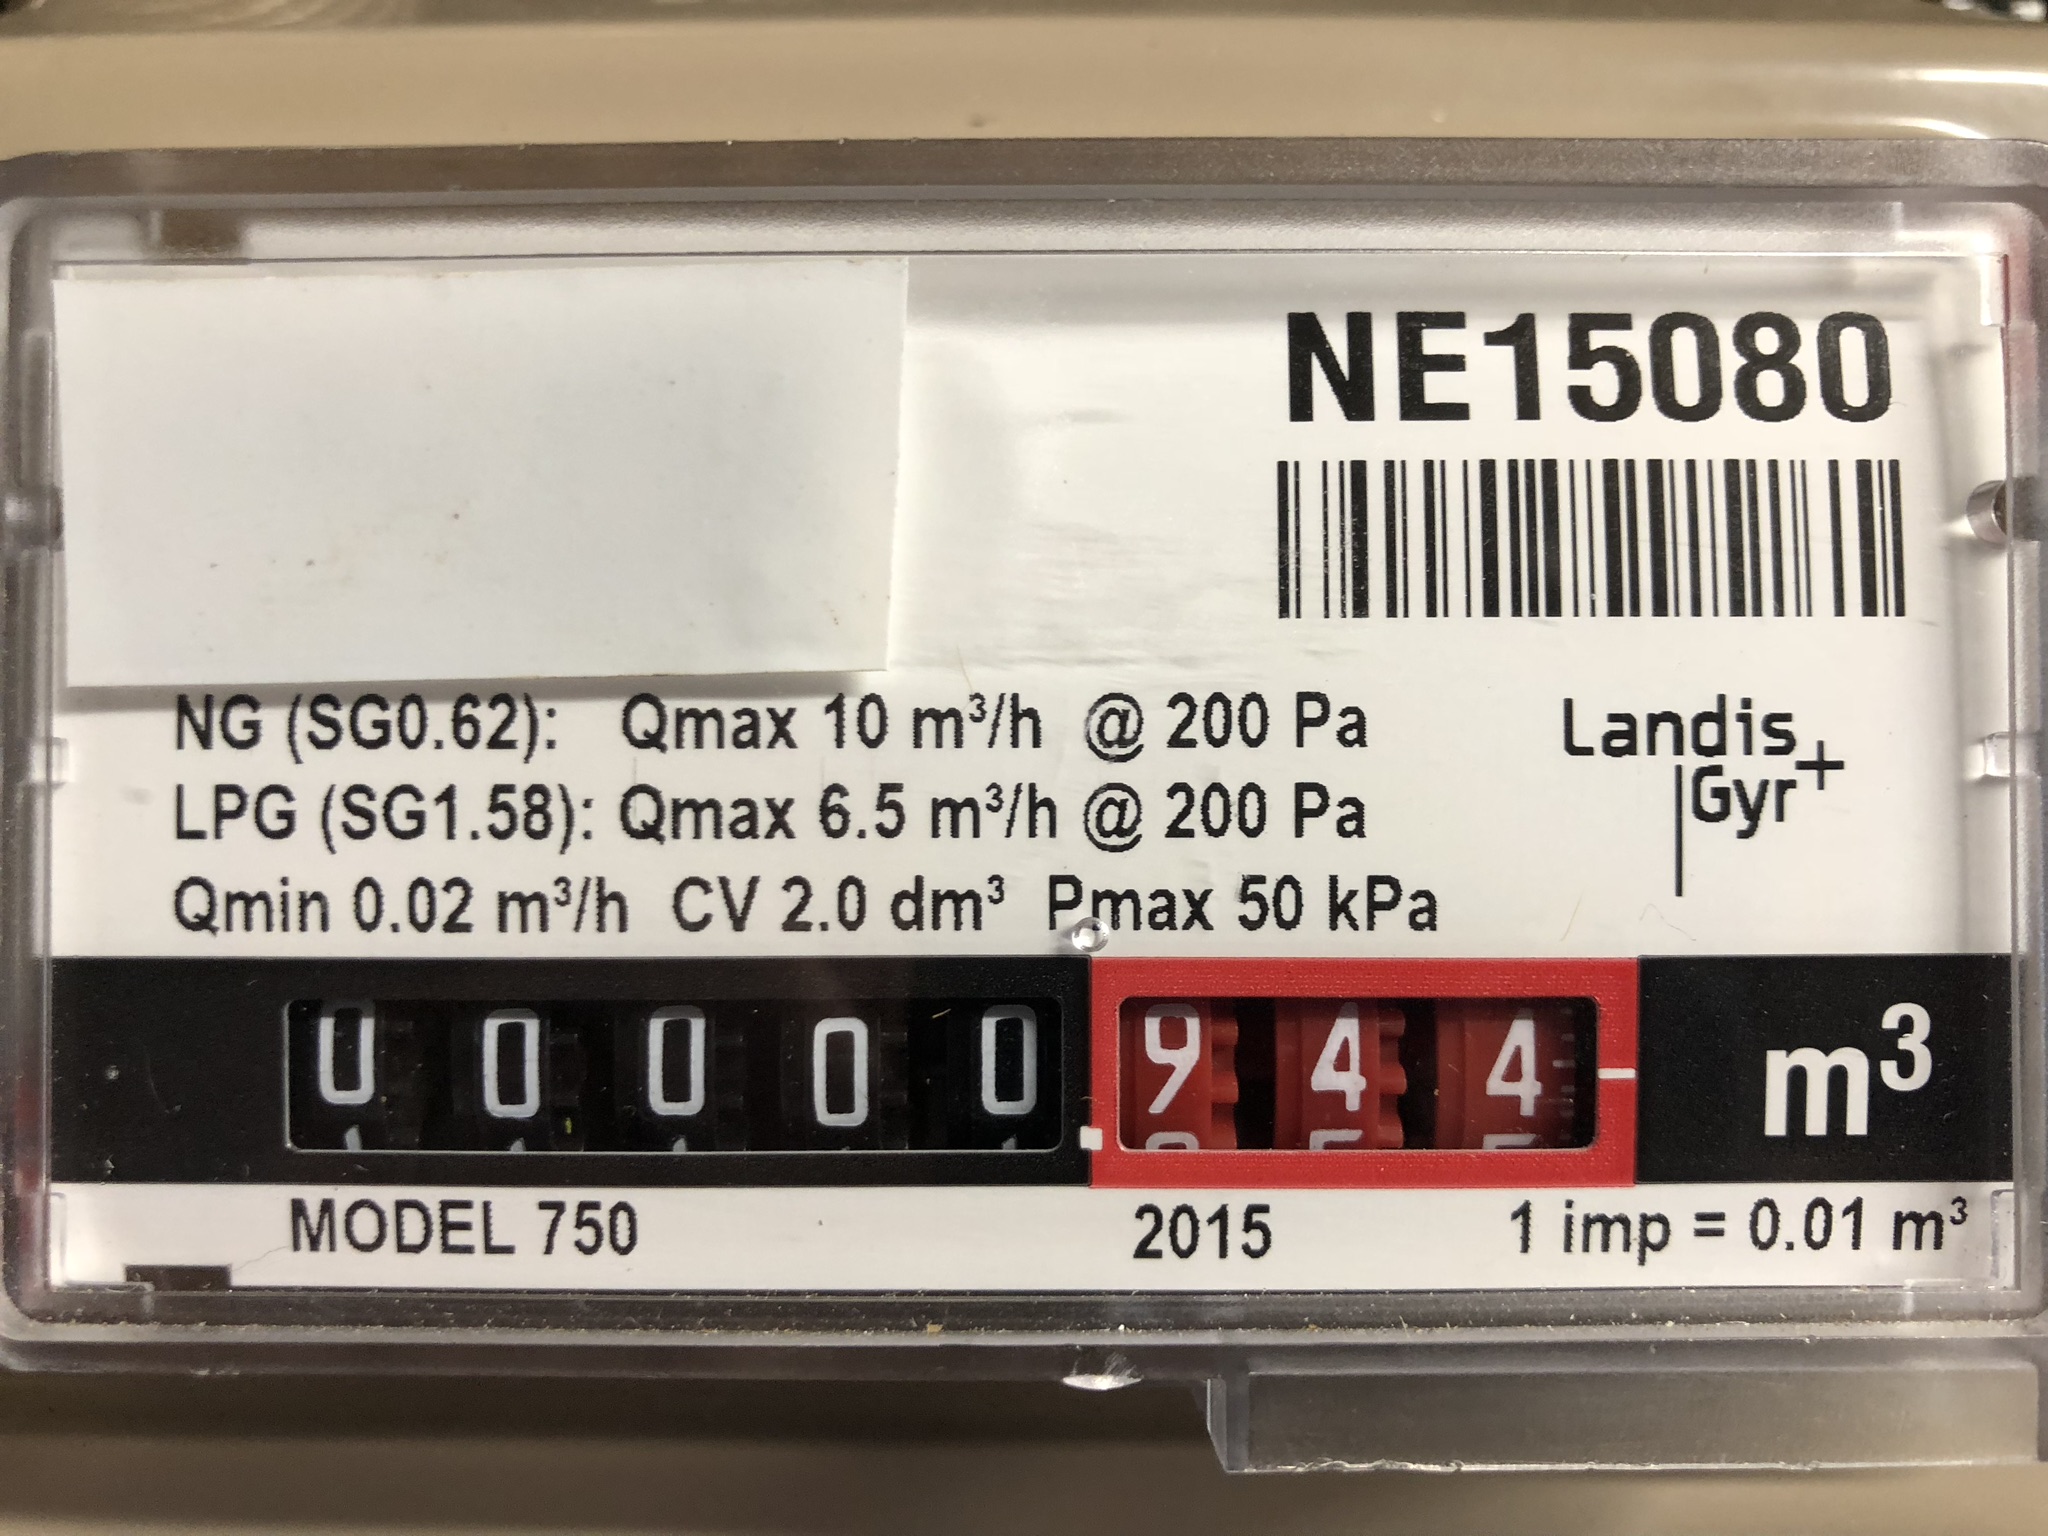 NE15080
NG (SG0.62): Qmax 10 m³/h @ 200 Pa
LPG (SG1.58): Qmax 6.5 m³/h @ 200 Pa
Qmin 0.02 m³/h CV 2.0 dm³ Pmax 50 kPa
Landis
Gyr+
0 0 0 0 0 9 4 4 m³
MODEL 750 2015 1 imp = 0.01 m³